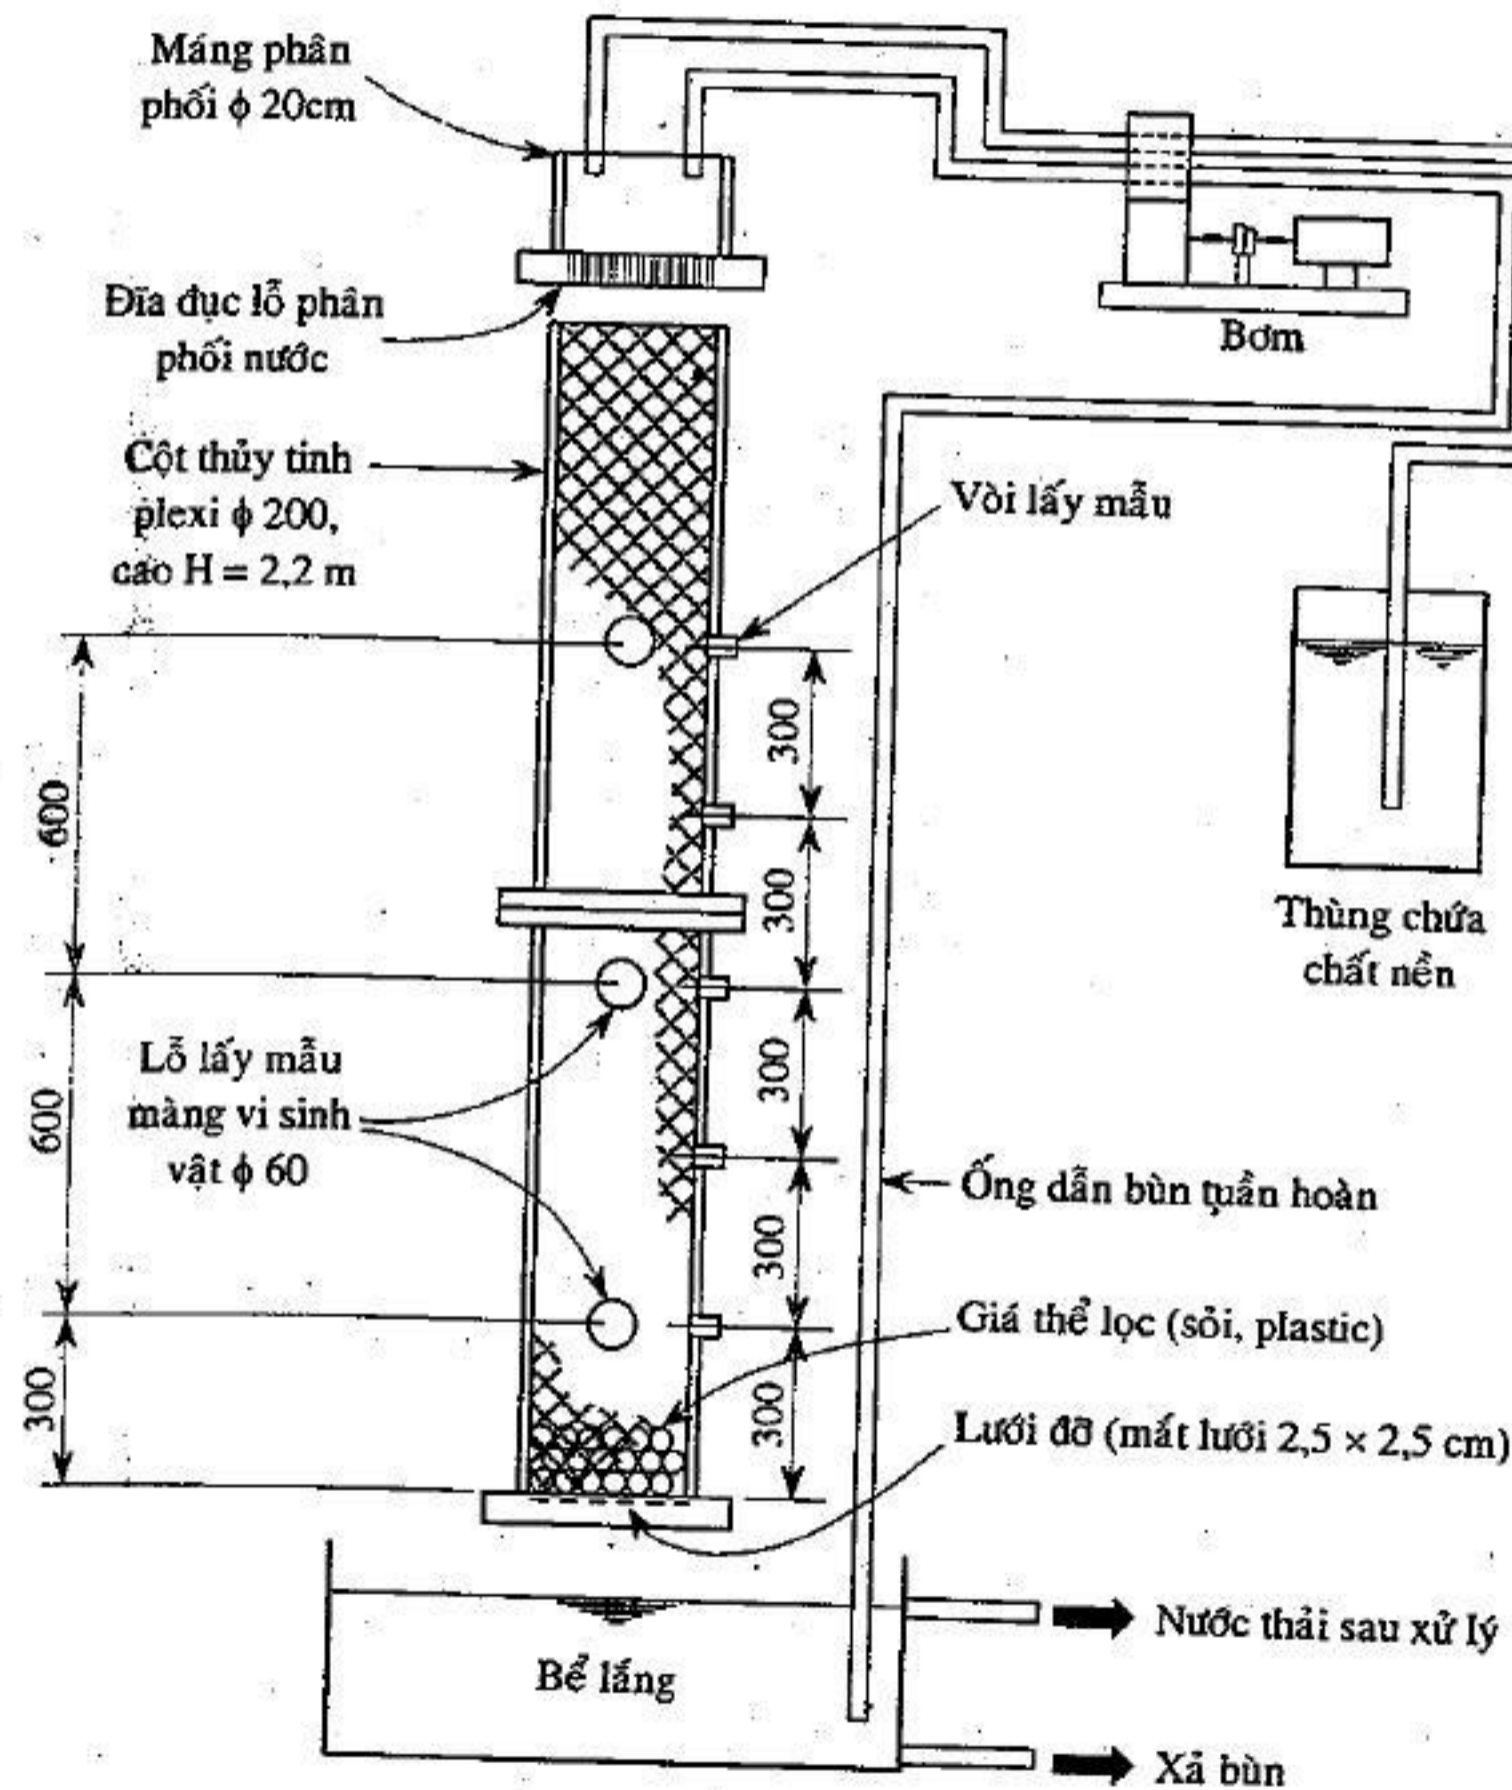 Máng phân
phối ϕ 20cm
Đĩa đục lỗ phân
phối nước
Bơm
Cột thủy tinh
plexi ϕ 200,
cao H = 2,2 m
Vòi lấy mẫu
300
600
300
Thùng chứa
chất nền
300
Lỗ lấy mẫu
màng vi sinh
vật ϕ 60
600
Ống dẫn bùn tuần hoàn
300
Giá thể lọc (sỏi, plastic)
300
300
Lưới đỡ (mắt lưới 2,5 × 2,5 cm)
Nước thải sau xử lý
Bể lắng
Xả bùn